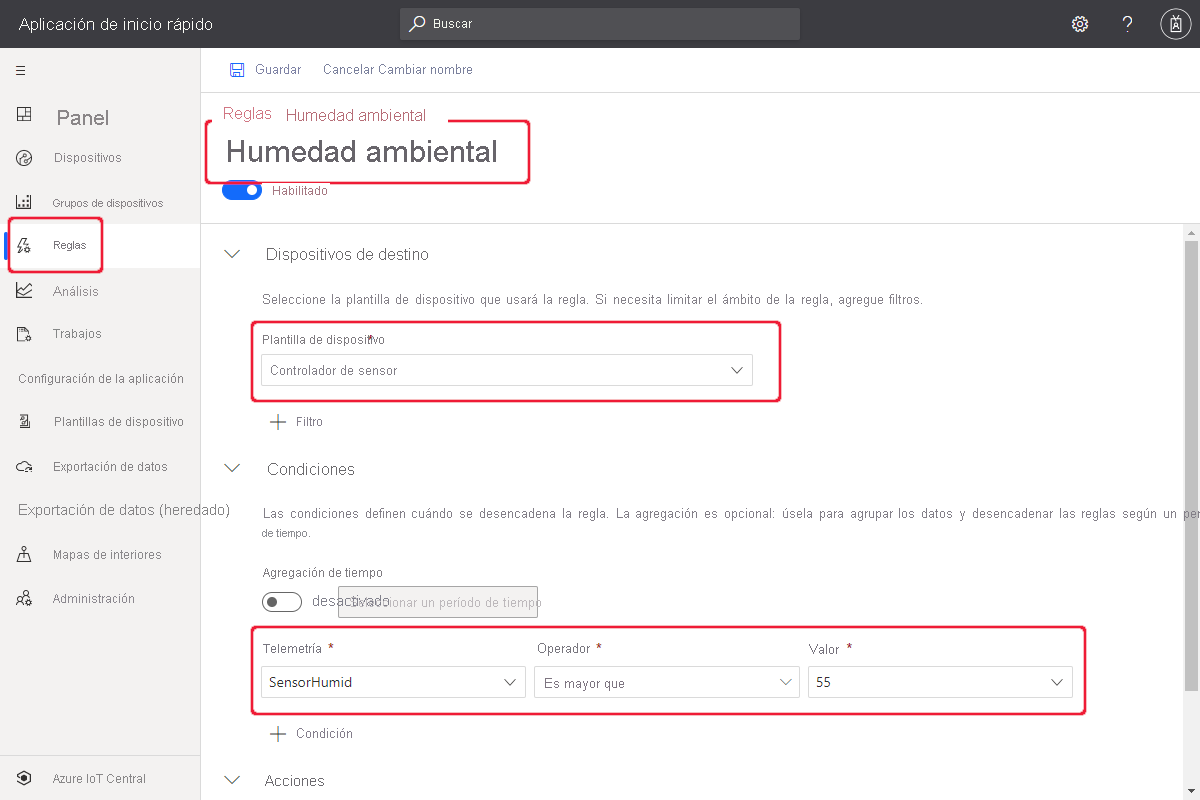 Aplicación de inicio rápido
Buscar
Guardar
Cancelar Cambiar nombre
Panel
Dispositivos
Grupos de dispositivos
Reglas
Análisis
Trabajos
Configuración de la aplicación
Plantillas de dispositivo
Exportación de datos
Exportación de datos (heredado)
Mapas de interiores
Administración
Azure IoT Central
Reglas Humedad ambiental
Humedad ambiental
Habilitado
Dispositivos de destino
Seleccione la plantilla de dispositivo que usará la regla. Si necesita limitar el ámbito de la regla, agregue filtros.
Plantilla de dispositivo *
Controlador de sensor
Filtro
Condiciones
Las condiciones definen cuándo se desencadena la regla. La agregación es opcional: úsela para agrupar los datos y desencadenar las reglas según un per
de tiempo.
Agregación de tiempo
desactivado
Seleccionar un período de tiempo
Telemetría * Operador * Valor *
SensorHumid Es mayor que 55
Condición
Acciones